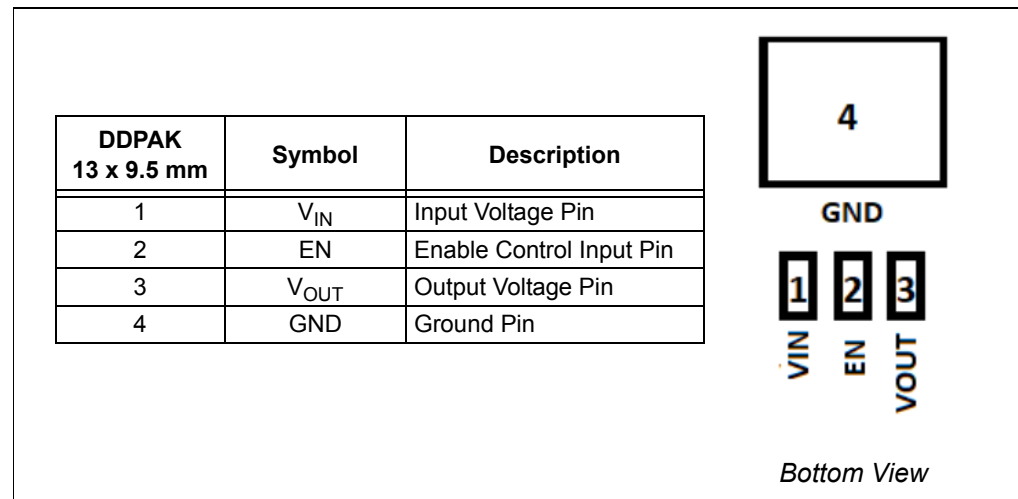 DDPAK
13 x 9.5 mm Symbol Description
1 VIN Input Voltage Pin
2 EN Enable Control Input Pin
3 VOUT Output Voltage Pin
4 GND Ground Pin
4
GND
1 2 3
VIN EN VOUT
Bottom View